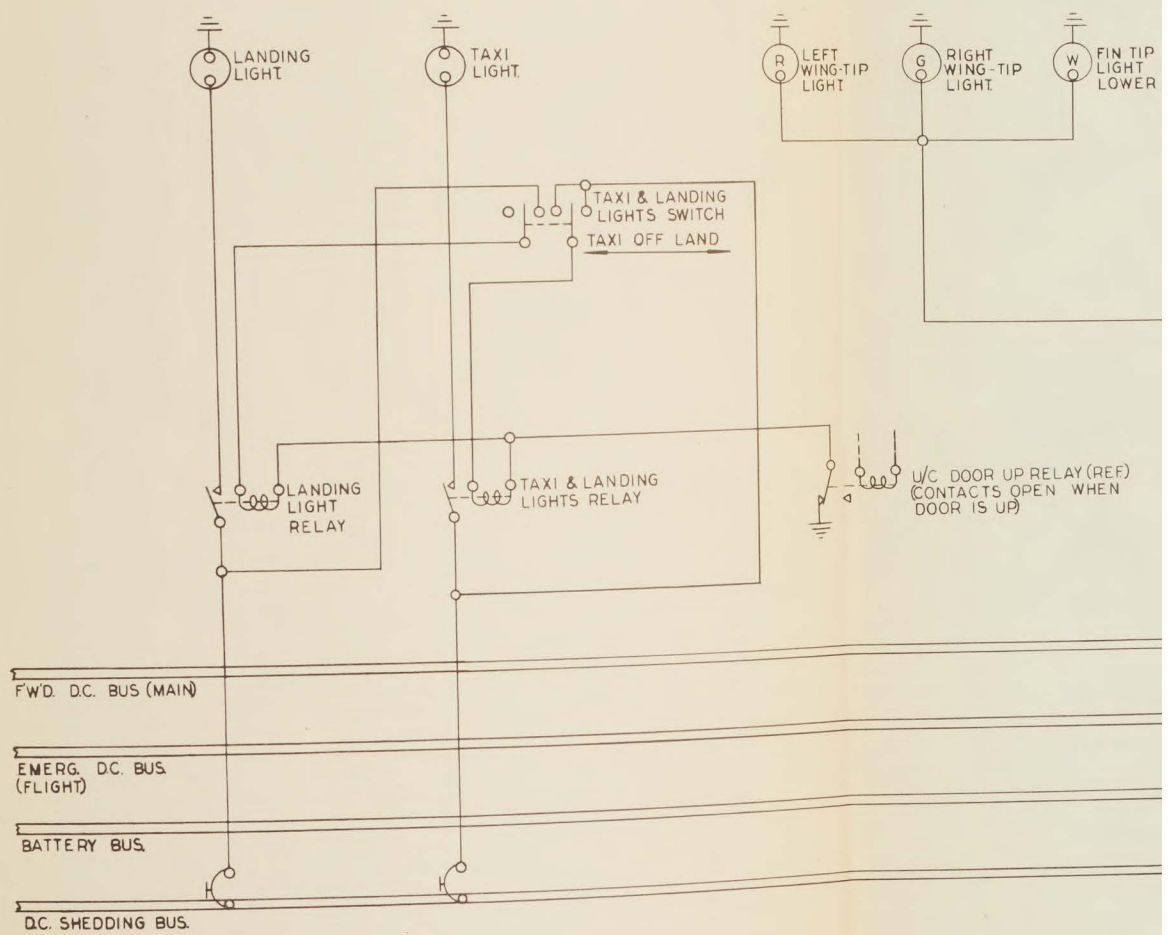 LANDING
LIGHT.
TAXI
LIGHT.
R
LEFT
WING-TIP
LIGHT
G
RIGHT
WING-TIP
LIGHT.
W
FIN TIP
LIGHT
LOWER
TAXI & LANDING
LIGHTS SWITCH
TAXI OFF LAND
LANDING
LIGHT
RELAY
TAXI & LANDING
LIGHTS RELAY
U/C DOOR UP RELAY (REF.)
(CONTACTS OPEN WHEN
DOOR IS UP)
F'W'D. D.C. BUS (MAIN)
EMERG. D.C. BUS.
(FLIGHT)
BATTERY BUS.
D.C. SHEDDING BUS.